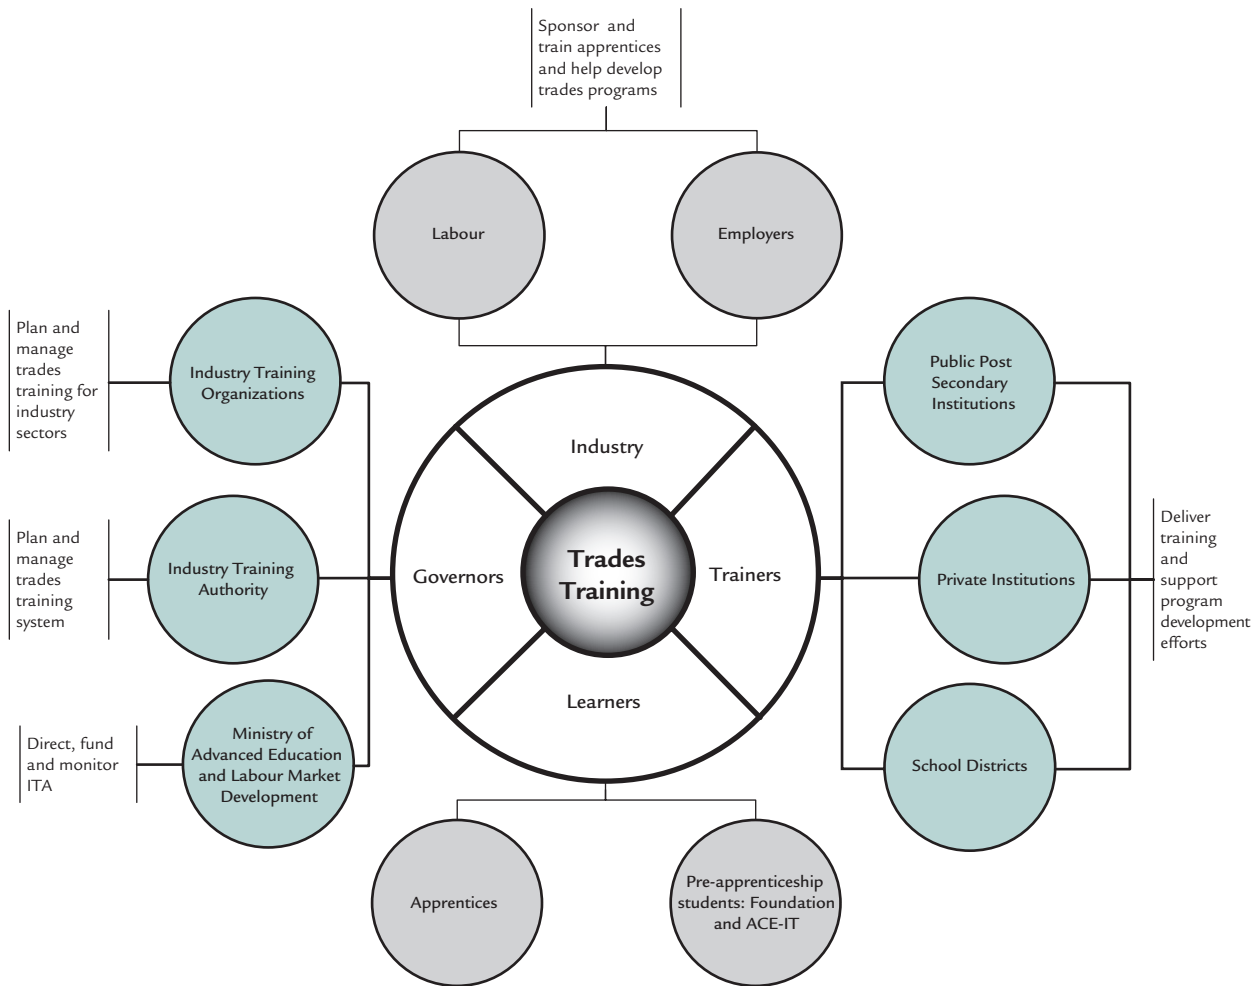 Sponsor and
train apprentices
and help develop
trades programs
Labour
Employers
Plan and
manage
trades
training for
industry
sectors
Industry Training
Organizations
Public Post
Secondary
Institutions
Industry
Plan and
manage
trades
training
system
Industry Training
Authority
Governors
Trades
Training
Trainers
Private Institutions
Deliver
training
and
support
program
development
efforts
Learners
Direct, fund
and monitor
ITA
Ministry of
Advanced Education
and Labour Market
Development
School Districts
Apprentices
Pre-apprenticeship
students: Foundation
and ACE-IT